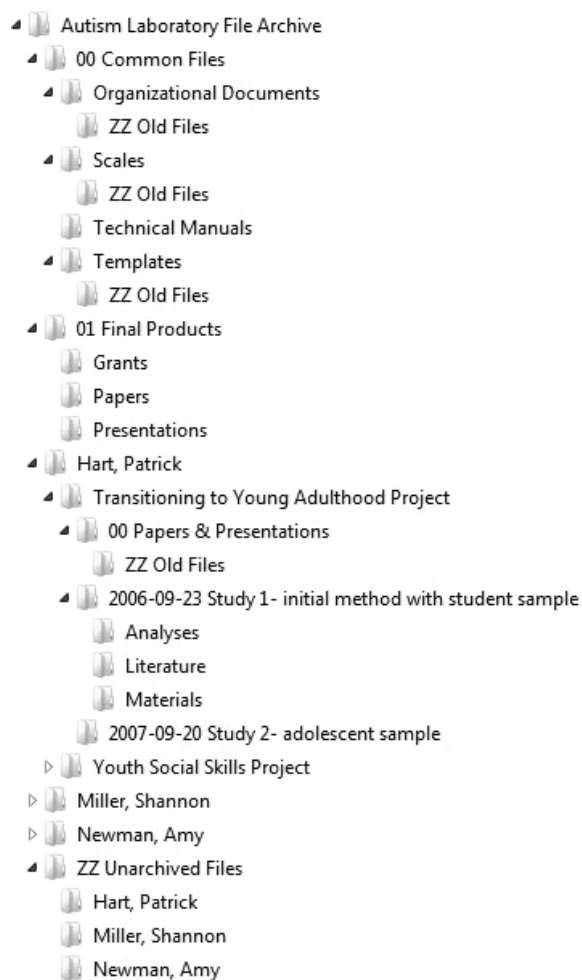 Autism Laboratory File Archive
00 Common Files
Organizational Documents
ZZ Old Files
Scales
ZZ Old Files
Technical Manuals
Templates
ZZ Old Files
01 Final Products
Grants
Papers
Presentations
Hart, Patrick
Transitioning to Young Adulthood Project
00 Papers & Presentations
ZZ Old Files
2006-09-23 Study 1- initial method with student sample
Analyses
Literature
Materials
2007-09-20 Study 2- adolescent sample
Youth Social Skills Project
Miller, Shannon
Newman, Amy
ZZ Unarchived Files
Hart, Patrick
Miller, Shannon
Newman, Amy